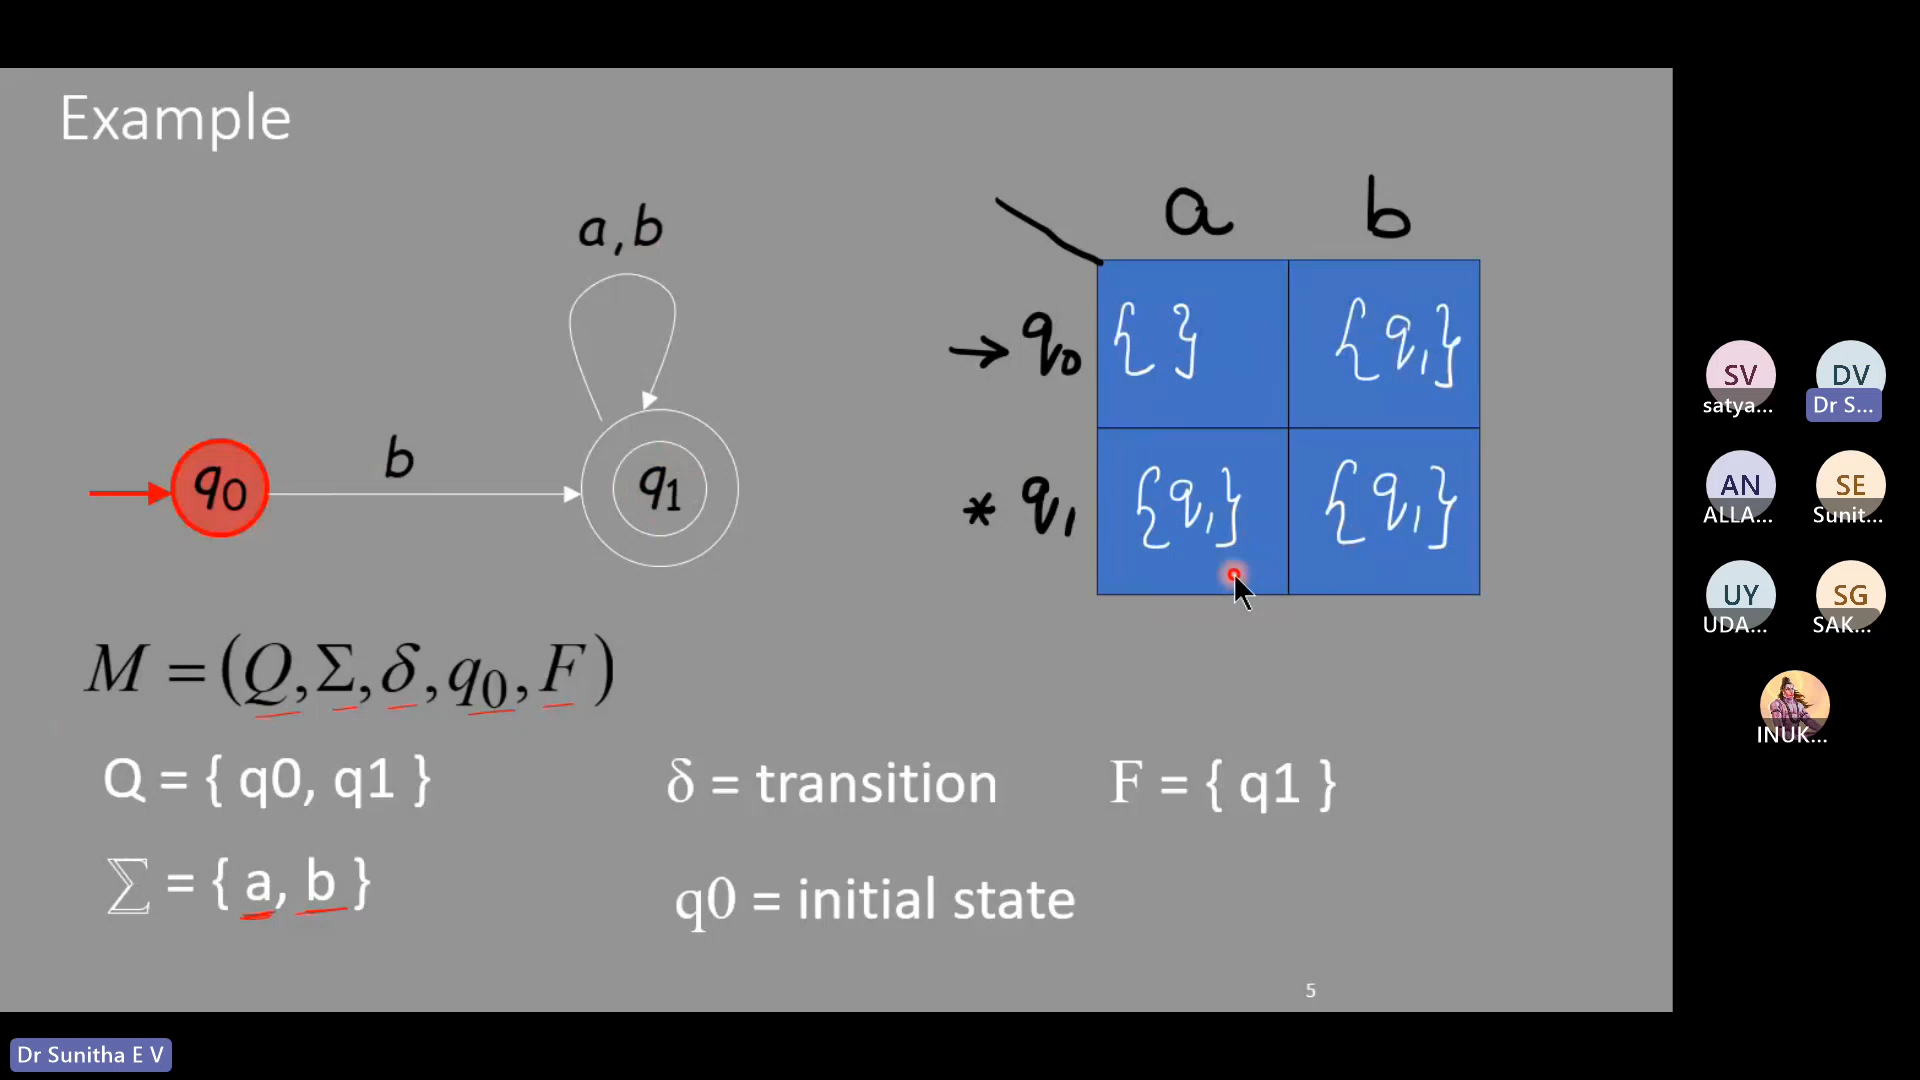 Example
a,b
q0
b
q1
a b
→ q0 { } {q1}
* q1 {q1} {q1}
M = (Q, Σ, δ, q0, F)
Q = { q0, q1 }
δ = transition
F = { q1 }
∑ = { a, b }
q0 = initial state
5
SV
satya...
DV
Dr S...
AN
ALLA...
SE
Sunit...
UY
UDA...
SG
SAK...
INUK...
Dr Sunitha E V